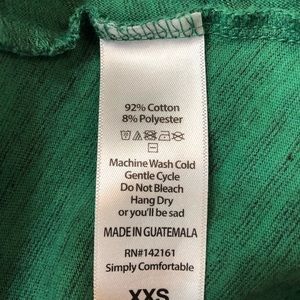 92% Cotton
8% Polyester
Machine Wash Cold
Gentle Cycle
Do Not Bleach
Hang Dry
or you'll be sad
MADE IN GUATEMALA
RN#142161
Simply Comfortable
XXS